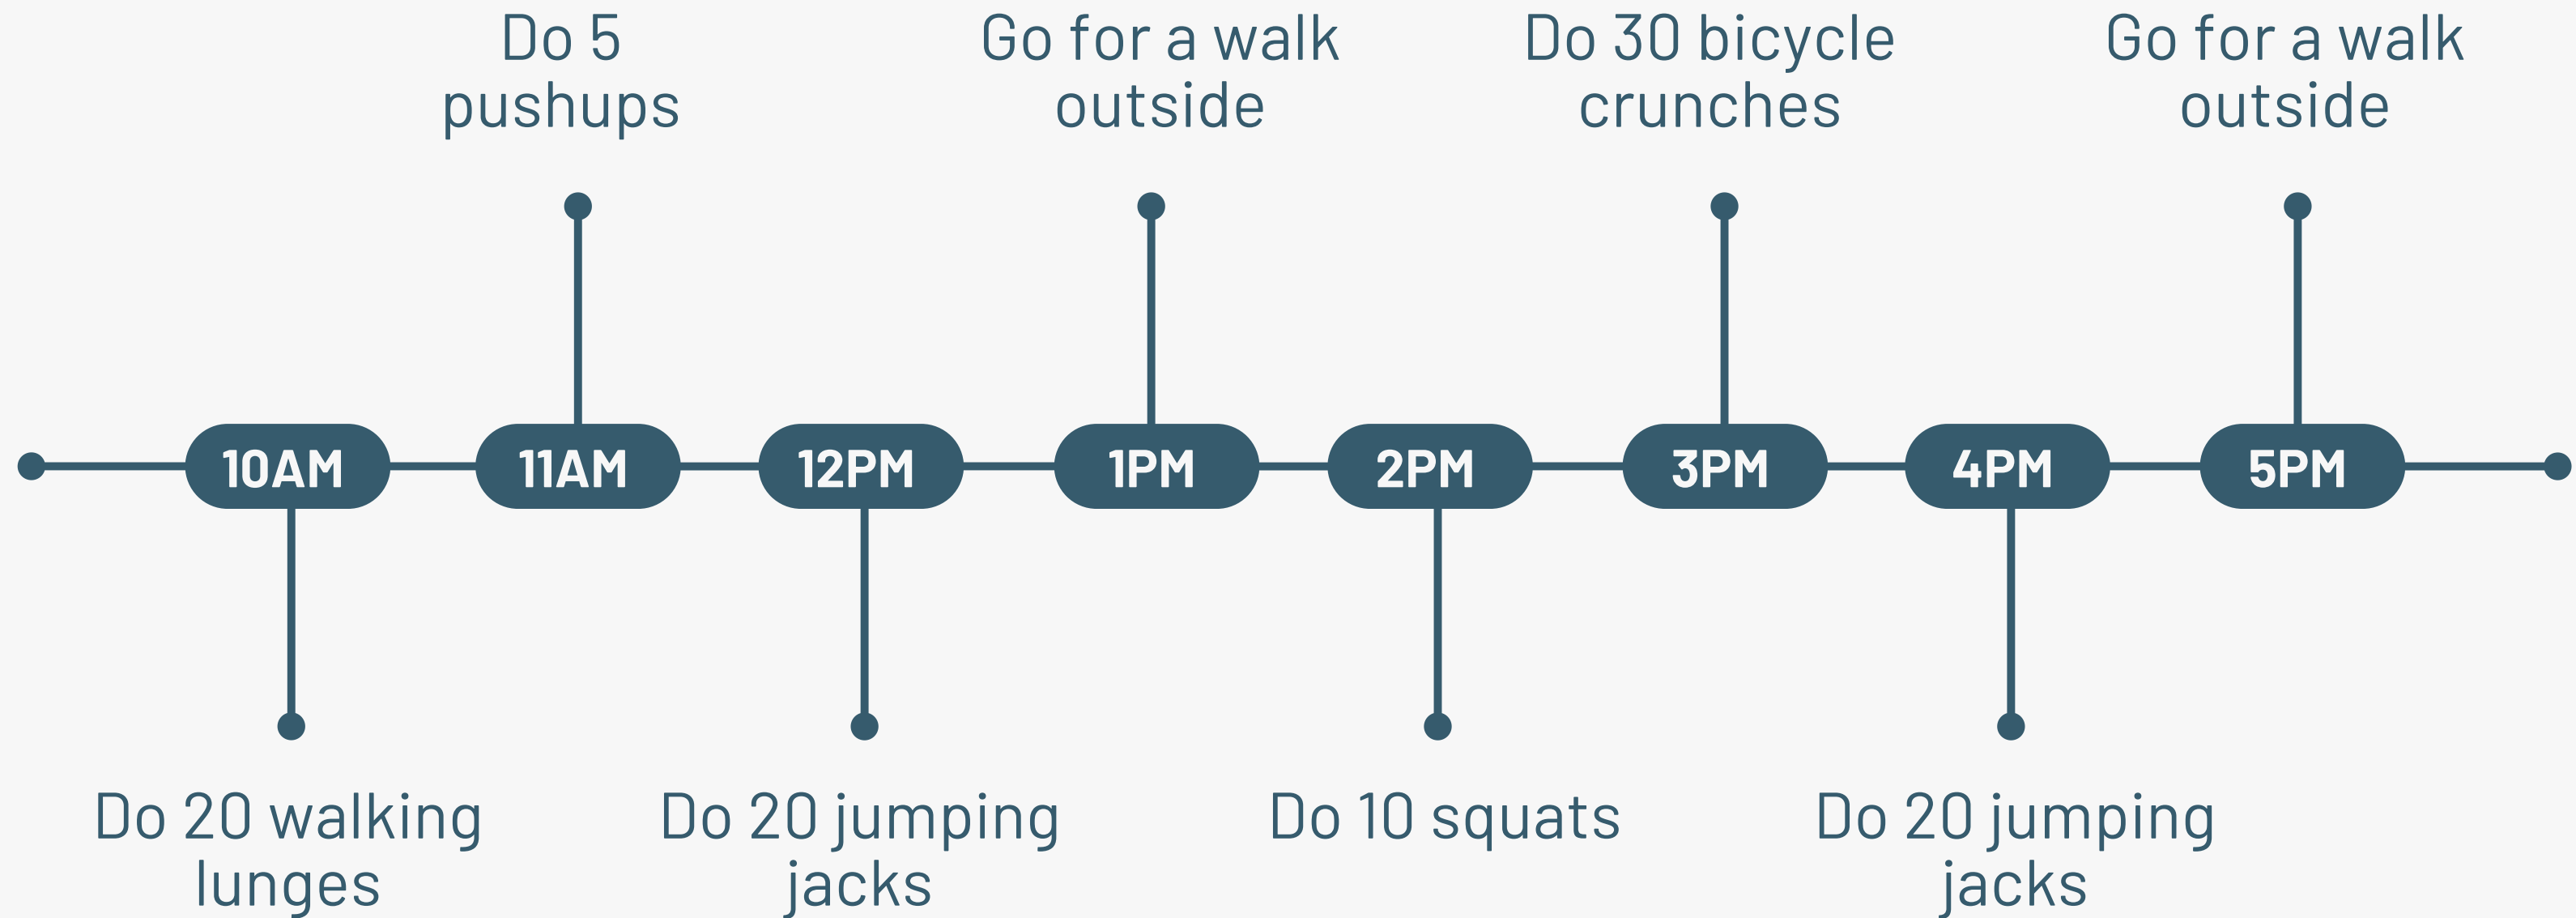 Do 5
pushups
Go for a walk
outside
Do 30 bicycle
crunches
Go for a walk
outside
10AM
11AM
12PM
1PM
2PM
3PM
4PM
5PM
Do 20 walking
lunges
Do 20 jumping
jacks
Do 10 squats
Do 20 jumping
jacks